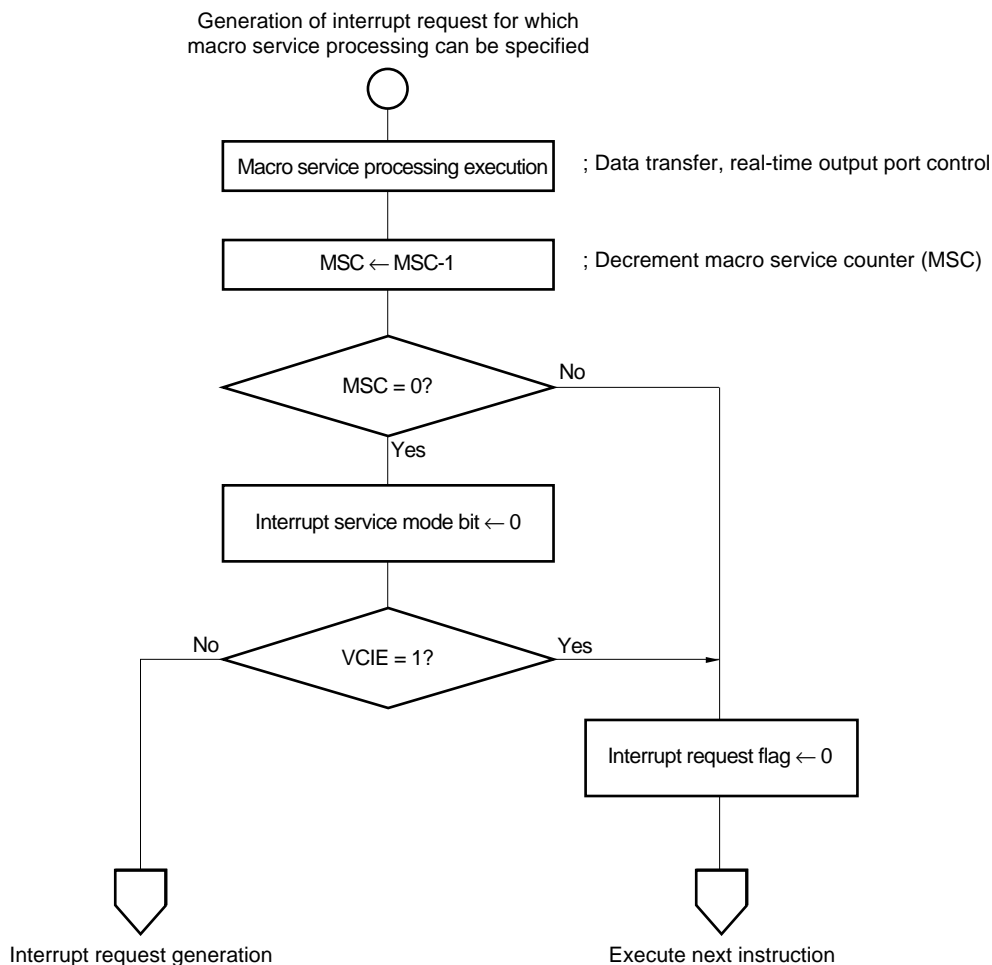 Generation of interrupt request for which
macro service processing can be specified
Macro service processing execution
; Data transfer, real-time output port control
MSC ← MSC-1
; Decrement macro service counter (MSC)
MSC = 0?
No
Yes
Interrupt service mode bit ← 0
No
VCIE = 1?
Yes
Interrupt request flag ← 0
Interrupt request generation
Execute next instruction